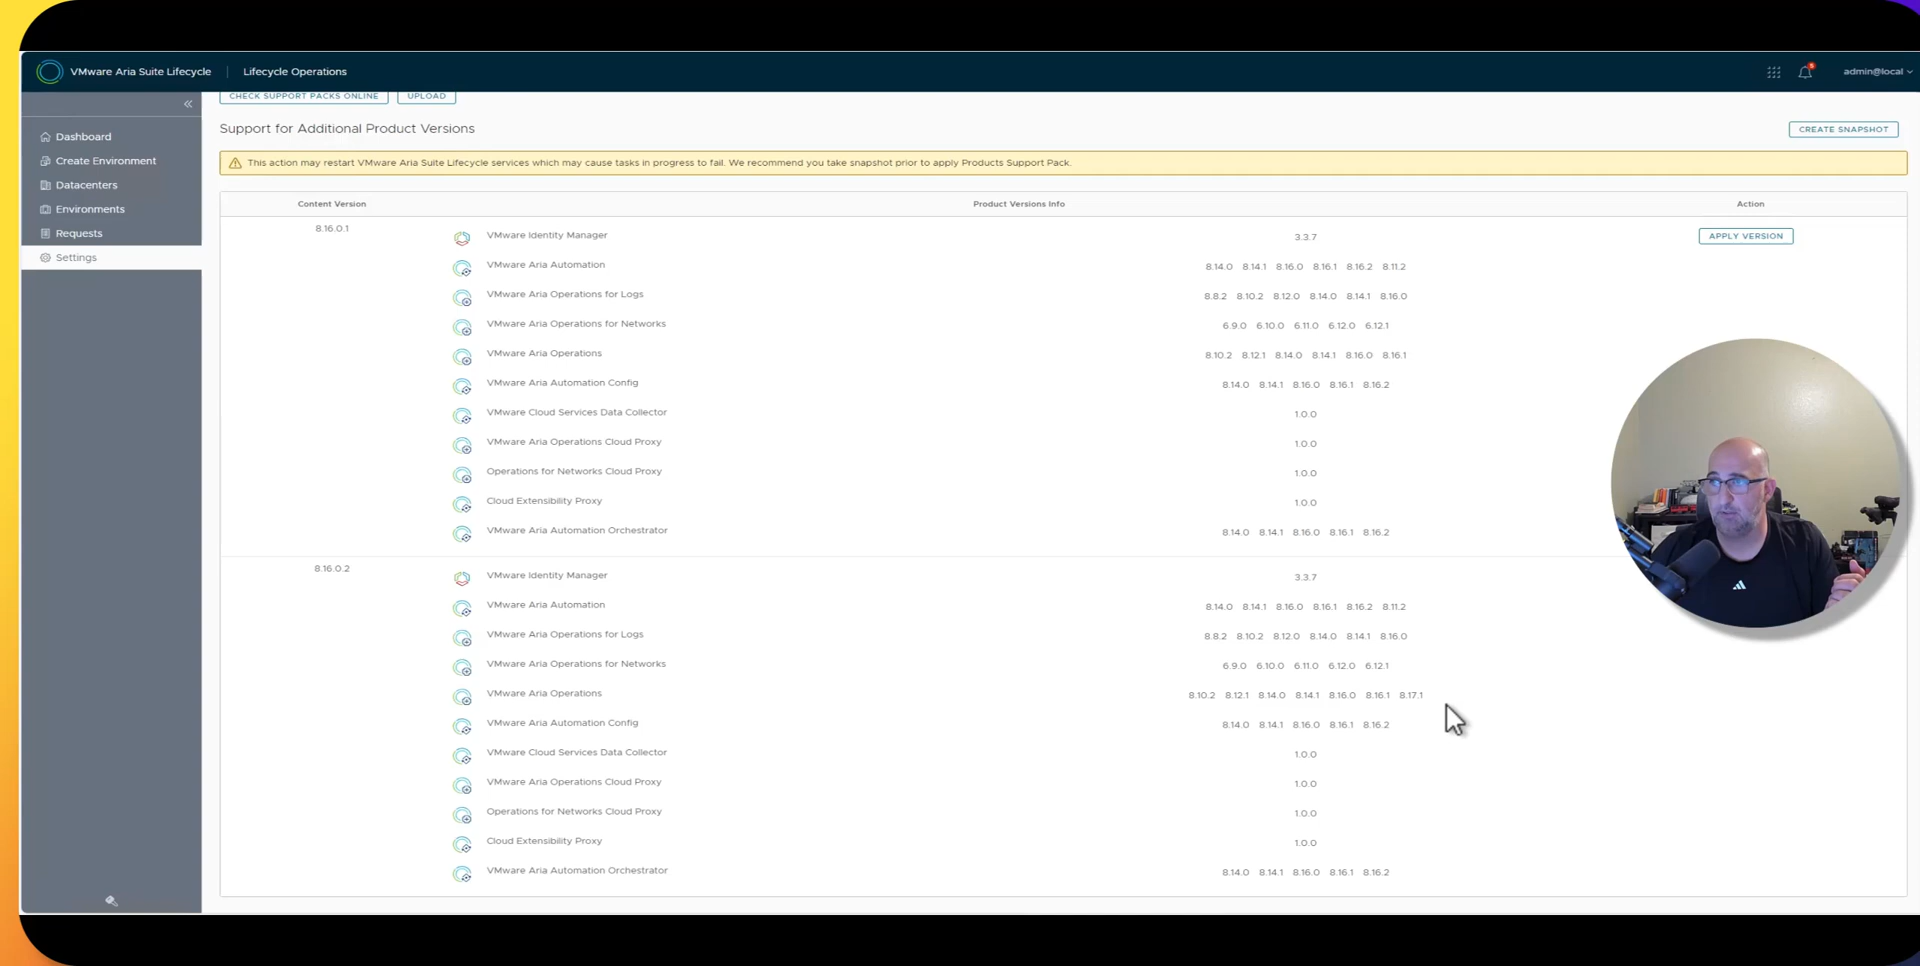 VMware Aria Suite Lifecycle | Lifecycle Operations
5
admin@local
CHECK SUPPORT PACKS ONLINE UPLOAD
Dashboard
Create Environment
Datacenters
Environments
Requests
Settings
Support for Additional Product Versions
CREATE SNAPSHOT
This action may restart VMware Aria Suite Lifecycle services which may cause tasks in progress to fail. We recommend you take snapshot prior to apply Products Support Pack.
Content Version Product Versions Info Action
8.16.0.1
VMware Identity Manager 3.3.7 APPLY VERSION
VMware Aria Automation 8.14.0 8.14.1 8.16.0 8.16.1 8.16.2 8.11.2
VMware Aria Operations for Logs 8.8.2 8.10.2 8.12.0 8.14.0 8.14.1 8.16.0
VMware Aria Operations for Networks 6.9.0 6.10.0 6.11.0 6.12.0 6.12.1
VMware Aria Operations 8.10.2 8.12.1 8.14.0 8.14.1 8.16.0 8.16.1
VMware Aria Automation Config 8.14.0 8.14.1 8.16.0 8.16.1 8.16.2
VMware Cloud Services Data Collector 1.0.0
VMware Aria Operations Cloud Proxy 1.0.0
Operations for Networks Cloud Proxy 1.0.0
Cloud Extensibility Proxy 1.0.0
VMware Aria Automation Orchestrator 8.14.0 8.14.1 8.16.0 8.16.1 8.16.2
8.16.0.2
VMware Identity Manager 3.3.7
VMware Aria Automation 8.14.0 8.14.1 8.16.0 8.16.1 8.16.2 8.11.2
VMware Aria Operations for Logs 8.8.2 8.10.2 8.12.0 8.14.0 8.14.1 8.16.0
VMware Aria Operations for Networks 6.9.0 6.10.0 6.11.0 6.12.0 6.12.1
VMware Aria Operations 8.10.2 8.12.1 8.14.0 8.14.1 8.16.0 8.16.1 8.17.1
VMware Aria Automation Config 8.14.0 8.14.1 8.16.0 8.16.1 8.16.2
VMware Cloud Services Data Collector 1.0.0
VMware Aria Operations Cloud Proxy 1.0.0
Operations for Networks Cloud Proxy 1.0.0
Cloud Extensibility Proxy 1.0.0
VMware Aria Automation Orchestrator 8.14.0 8.14.1 8.16.0 8.16.1 8.16.2